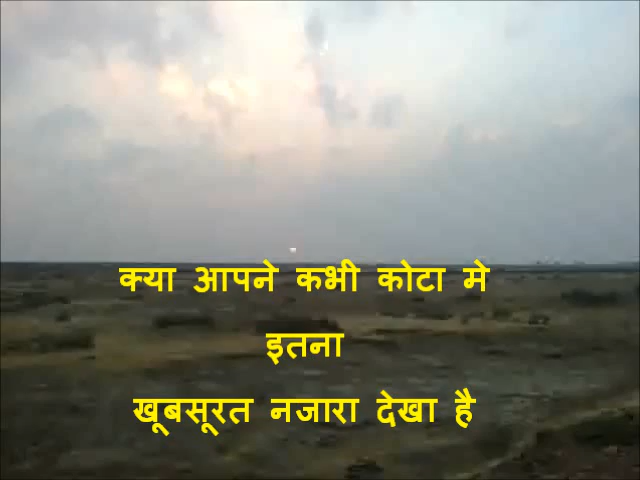 क्या आपने कभी कोटा मे
इतना
खूबसूरत नजारा देखा है